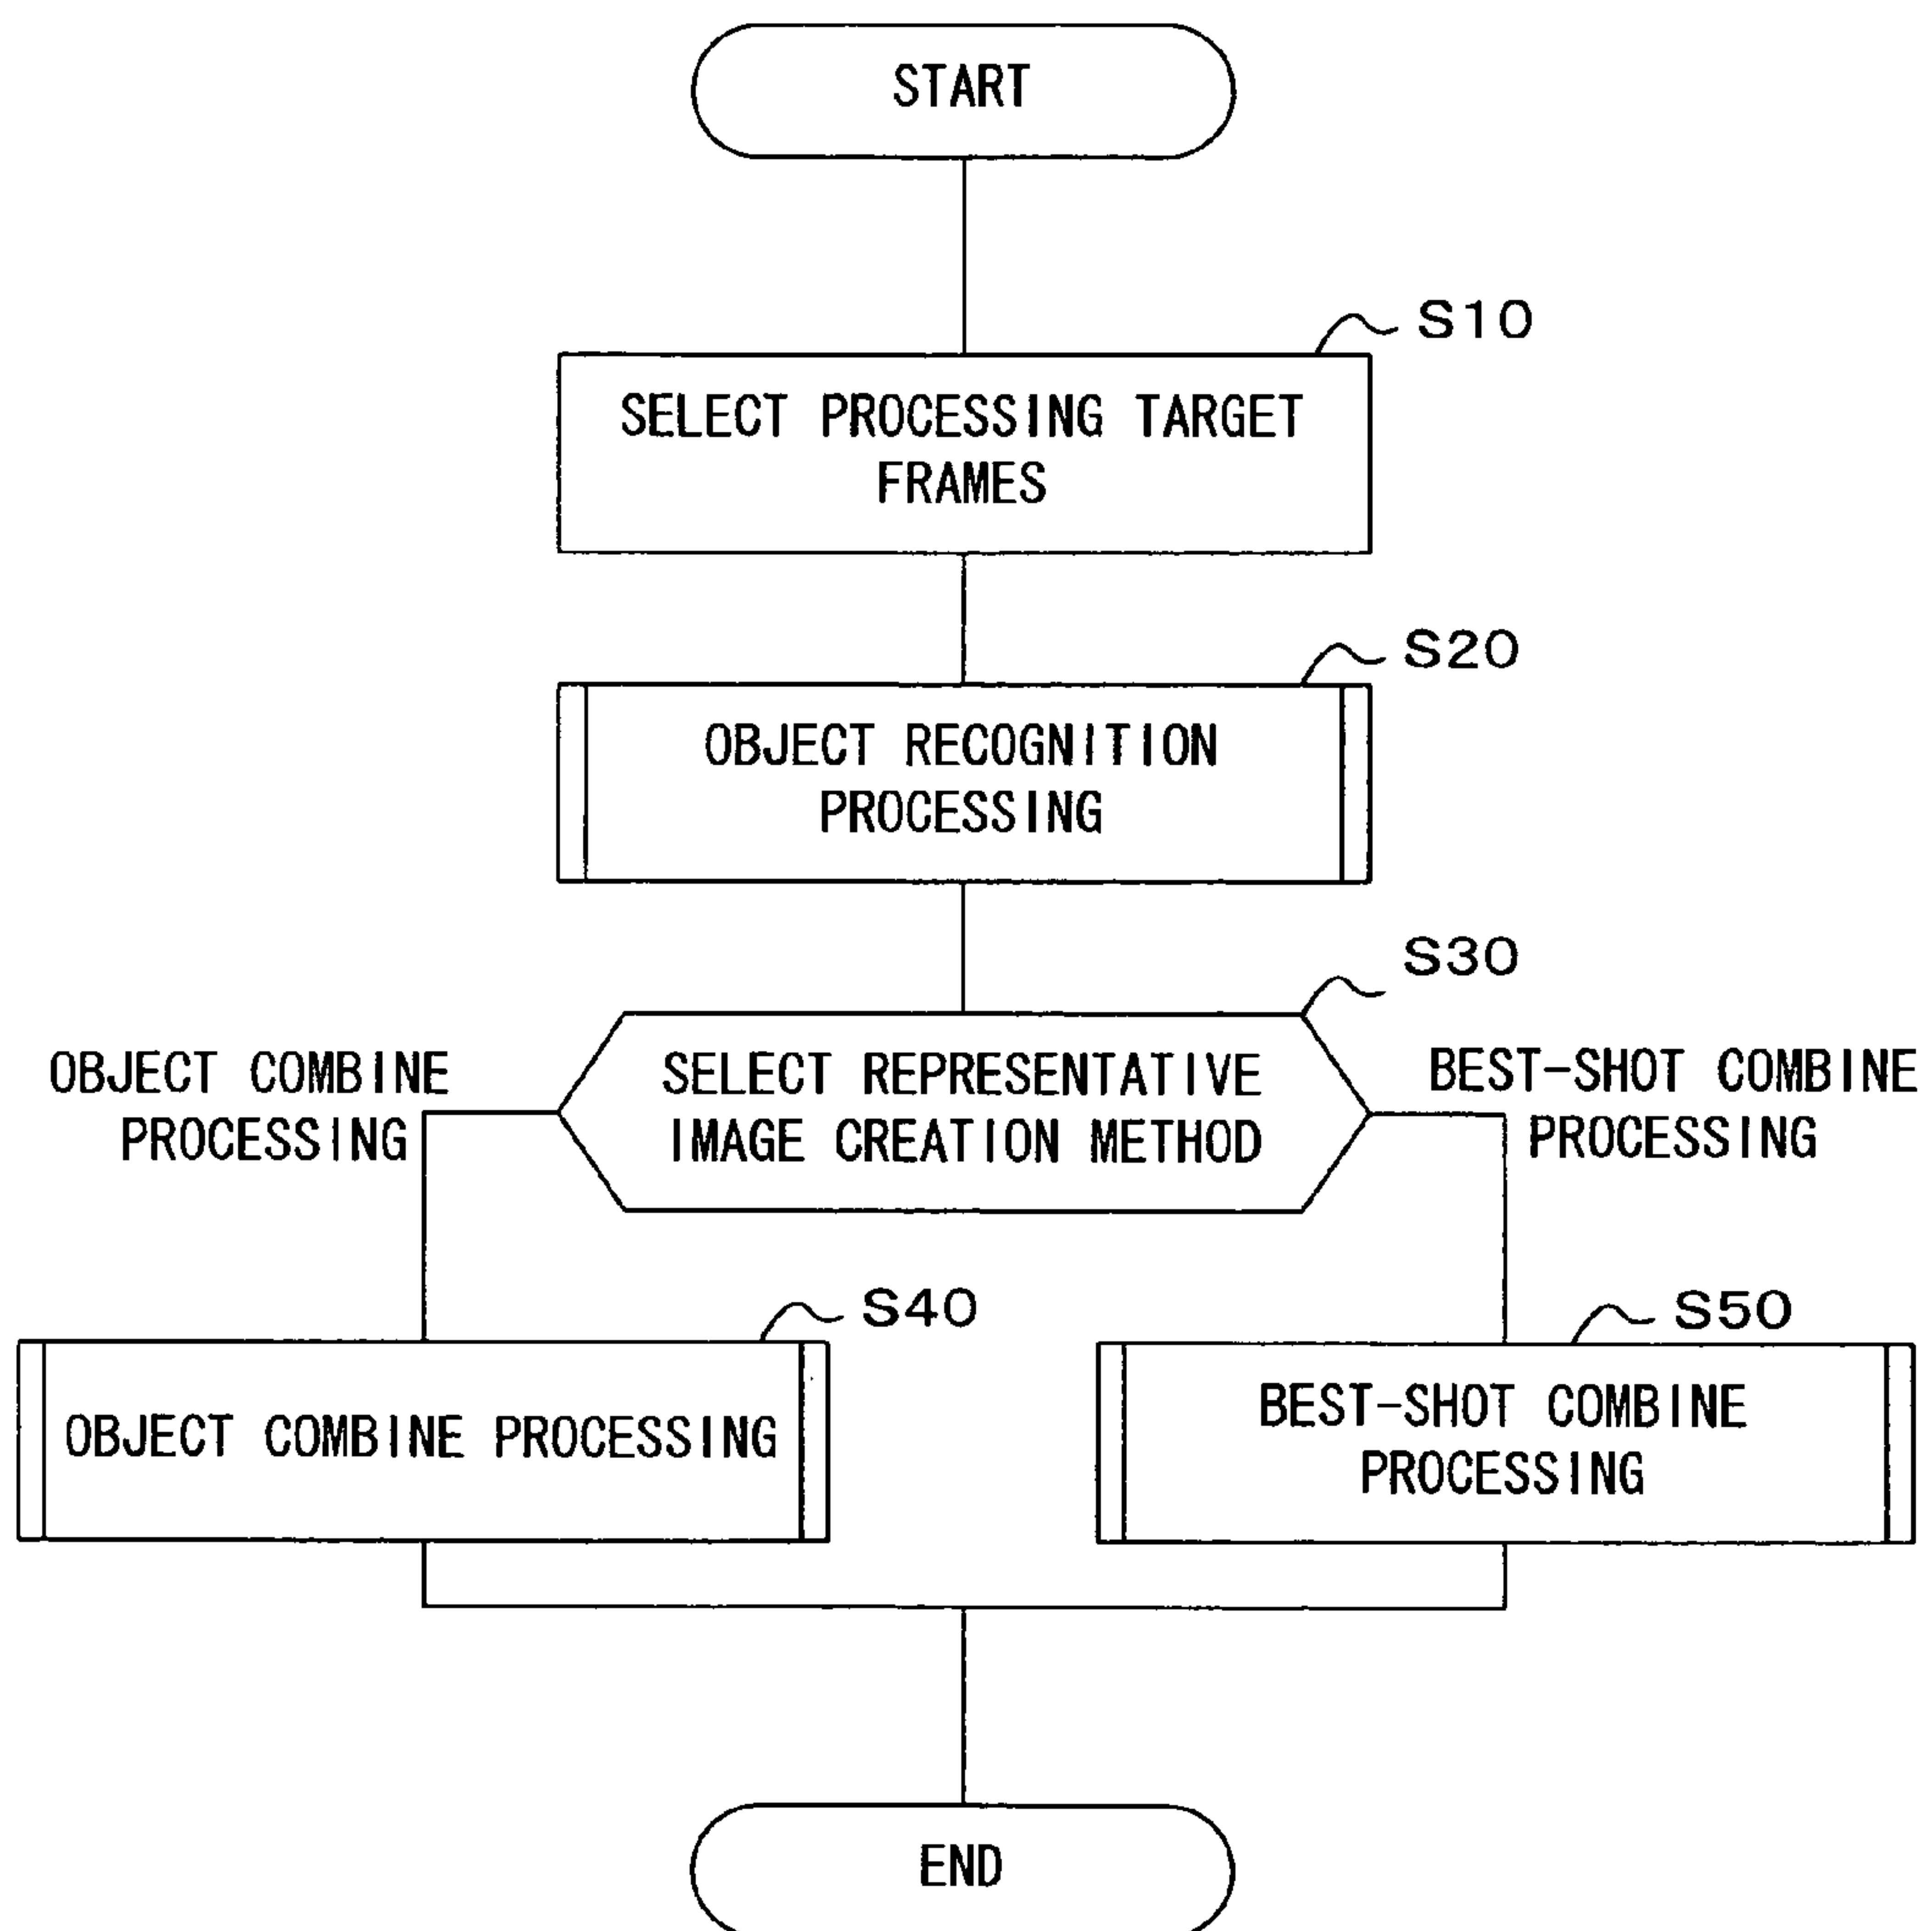 START
S10
SELECT PROCESSING TARGET
FRAMES
S20
OBJECT RECOGNITION
PROCESSING
S30
OBJECT COMBINE
PROCESSING
SELECT REPRESENTATIVE
IMAGE CREATION METHOD
BEST-SHOT COMBINE
PROCESSING
S40
OBJECT COMBINE PROCESSING
S50
BEST-SHOT COMBINE
PROCESSING
END